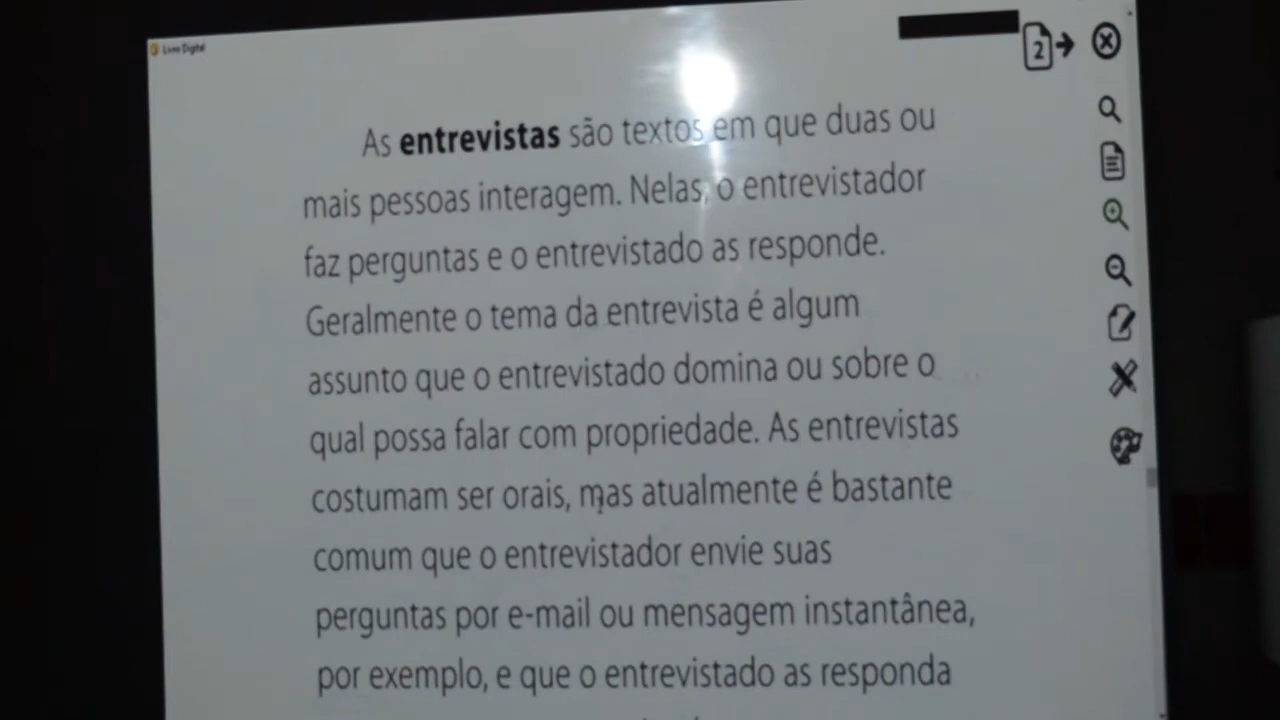 Livro Digital
2
As entrevistas são textos em que duas ou
mais pessoas interagem. Nelas, o entrevistador
faz perguntas e o entrevistado as responde.
Geralmente o tema da entrevista é algum
assunto que o entrevistado domina ou sobre o
qual possa falar com propriedade. As entrevistas
costumam ser orais, mas atualmente é bastante
comum que o entrevistador envie suas
perguntas por e-mail ou mensagem instantânea,
por exemplo, e que o entrevistado as responda